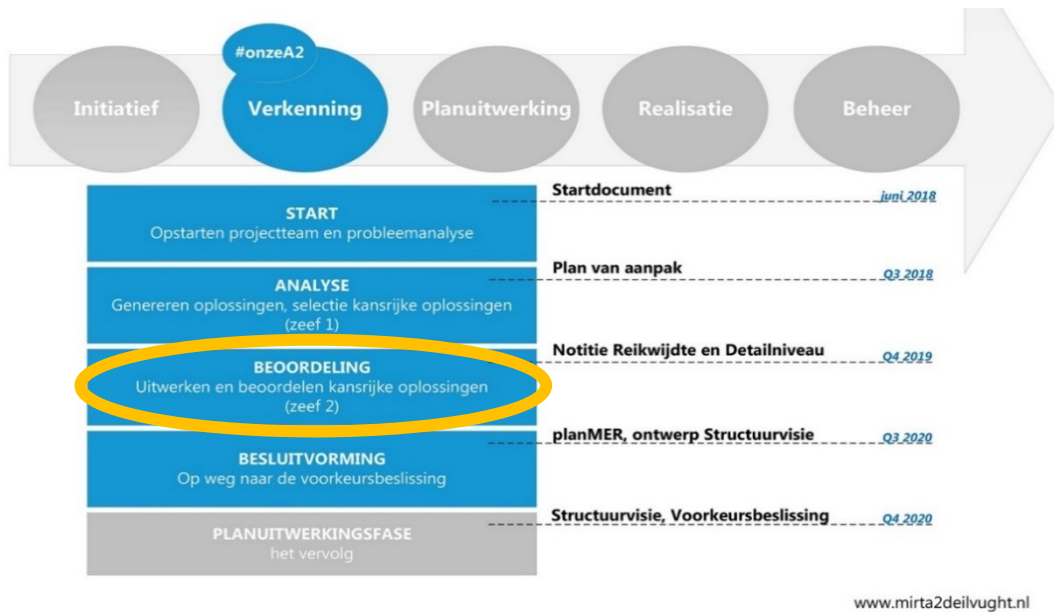 #onzeA2
Initiatief
Verkenning
Planuitwerking
Realisatie
Beheer
START
Opstarten projectteam en probleemanalyse
Startdocument
juni 2018
ANALYSE
Genereren oplossingen, selectie kansrijke oplossingen
(zeef 1)
Plan van aanpak
Q3 2018
BEOORDELING
Uitwerken en beoordelen kansrijke oplossingen
(zeef 2)
Notitie Reikwijdte en Detailniveau
Q4 2019
BESLUITVORMING
Op weg naar de voorkeursbeslissing
planMER, ontwerp Structuurvisie
Q3 2020
PLANUITWERKINGSFASE
het vervolg
Structuurvisie, Voorkeursbeslissing
Q4 2020
www.mirta2deilvught.nl